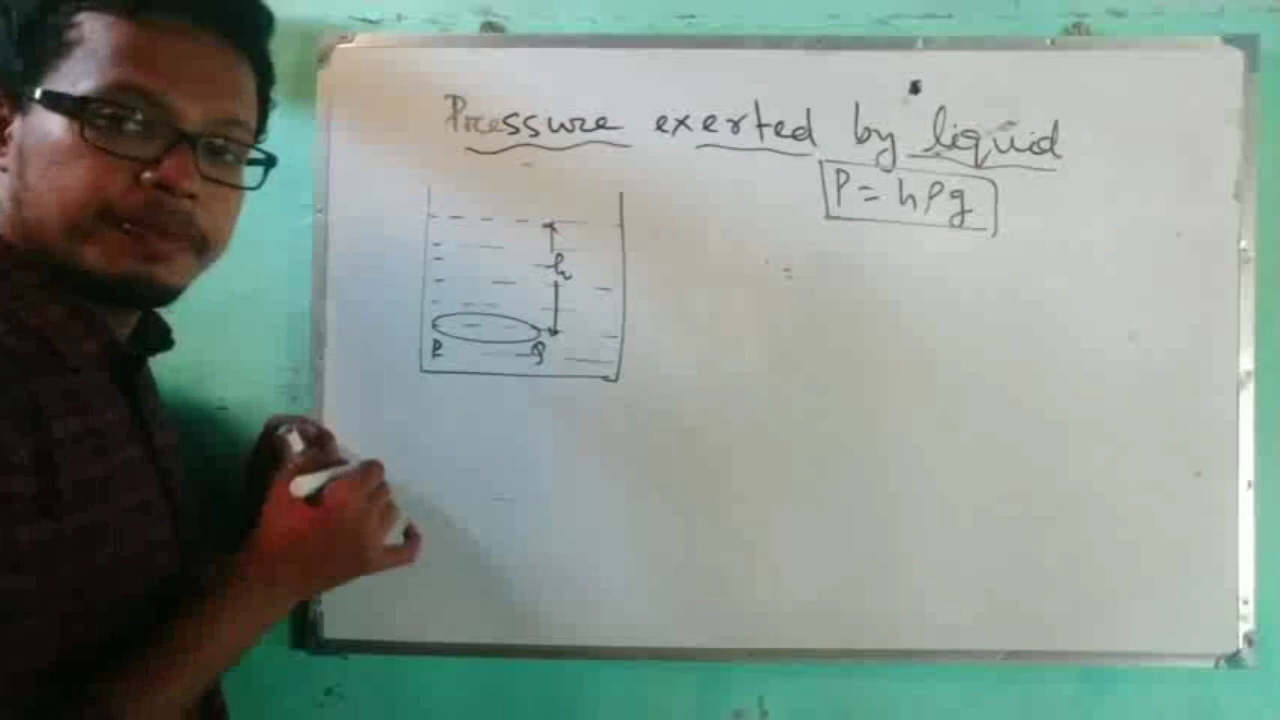 Pressure exerted by liquid
P = hρg
h
P Q